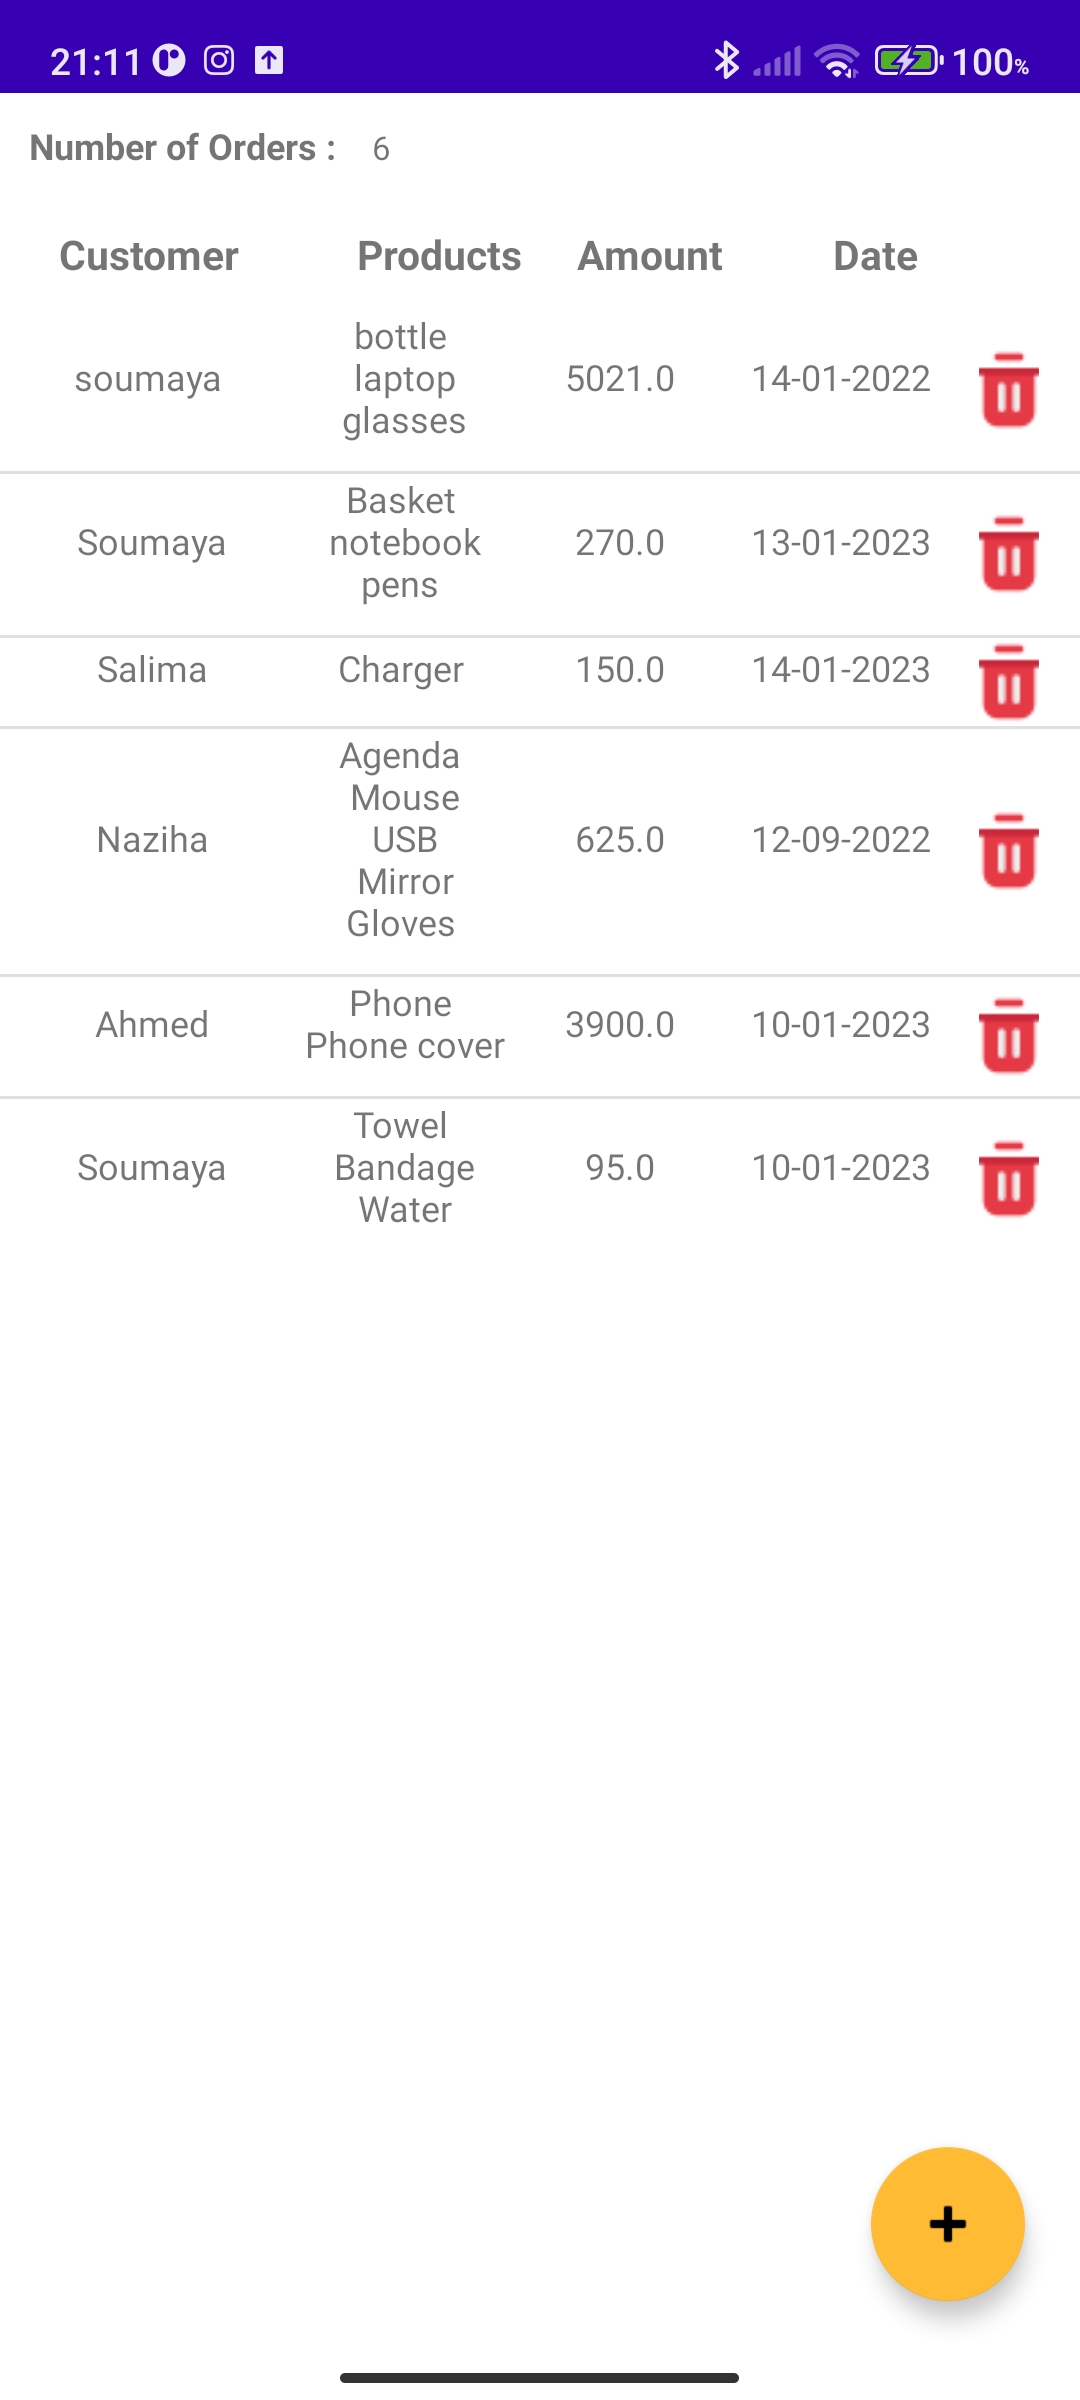 21:11 100%
Number of Orders : 6
Customer Products Amount Date
bottle
soumaya laptop 5021.0 14-01-2022
glasses
Basket
Soumaya notebook 270.0 13-01-2023
pens
Salima Charger 150.0 14-01-2023
Agenda
Mouse
Naziha USB 625.0 12-09-2022
Mirror
Gloves
Phone
Ahmed 3900.0 10-01-2023
Phone cover
Towel
Soumaya Bandage 95.0 10-01-2023
Water
+